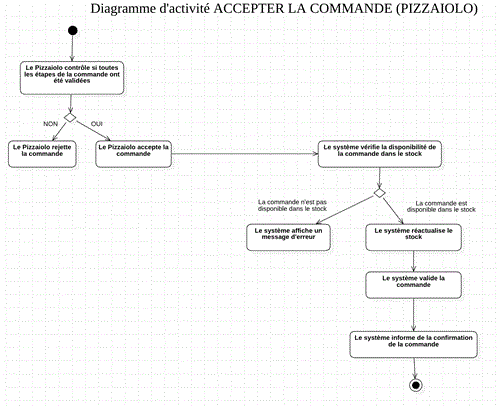 Diagramme d'activité ACCEPTER LA COMMANDE (PIZZAIOLO)
Le Pizzaiolo contrôle si toutes
les étapes de la commande ont
été validées
NON
OUI
Le Pizzaiolo rejette
la commande
Le Pizzaiolo accepte la
commande
Le système vérifie la disponibilité de
la commande dans le stock
La commande n'est pas
disponible dans le stock
La commande est
disponible dans le stock
Le système affiche un
message d'erreur
Le système réactualise le
stock
Le système valide la
commande
Le système informe de la confirmation
de la commande